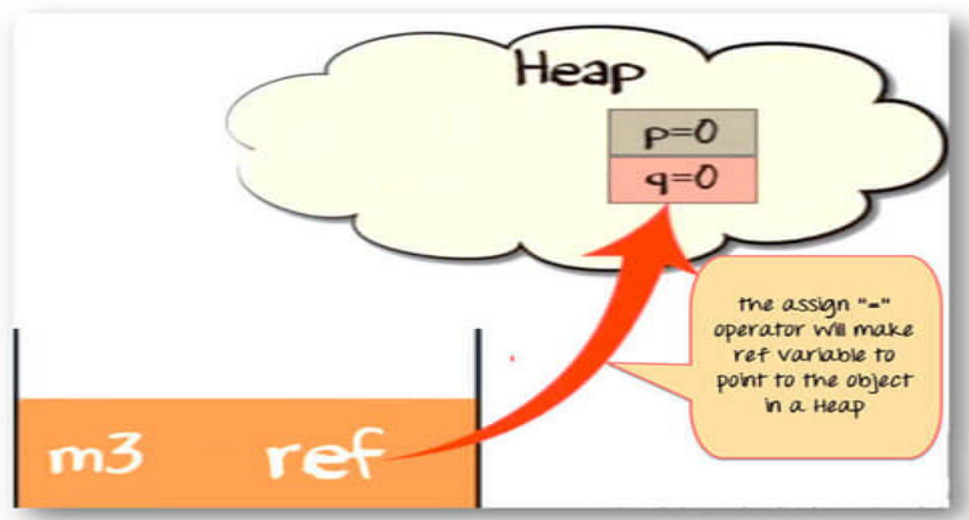 Heap
p=0
q=0
the assign "="
operator will make
ref variable to
point to the object
in a Heap
m3 ref